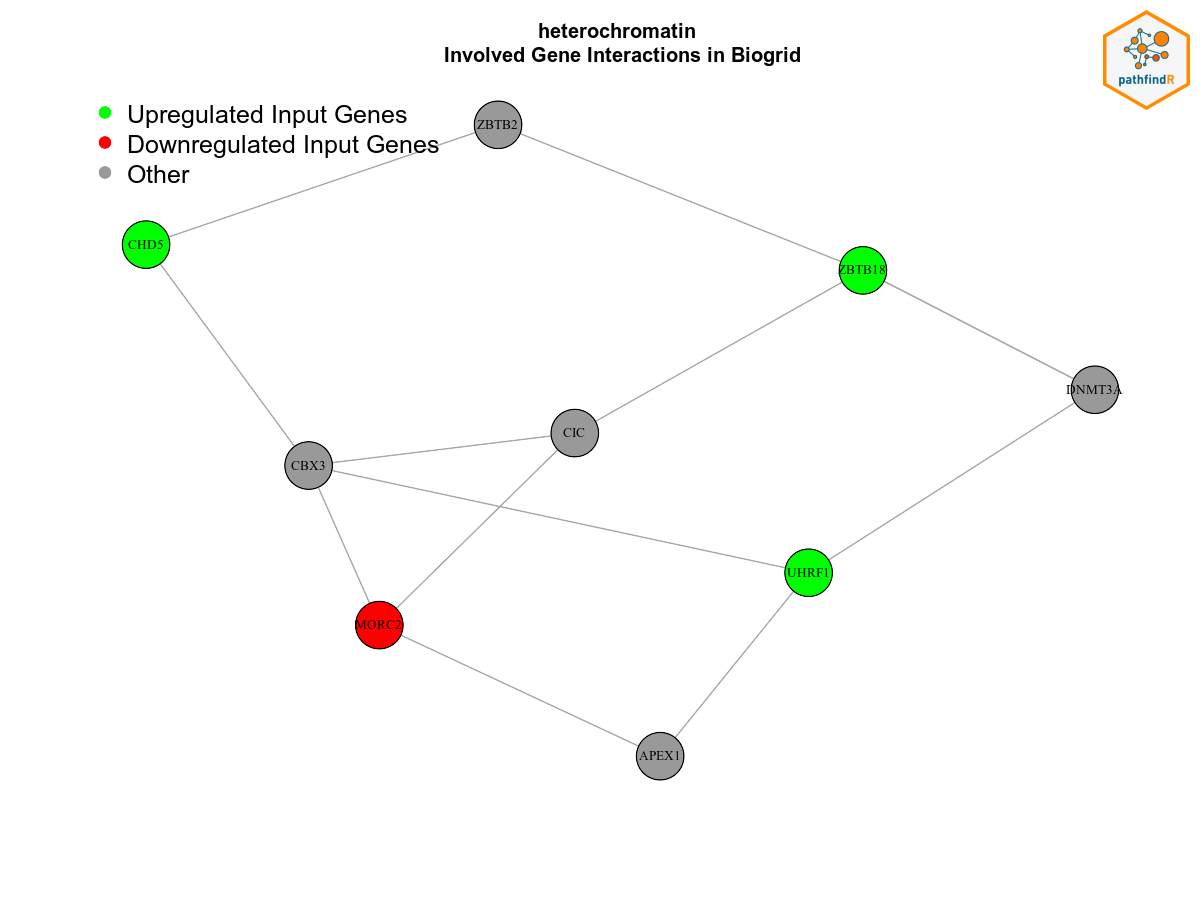 heterochromatin
Involved Gene Interactions in Biogrid
pathfindR
Upregulated Input Genes
Downregulated Input Genes
Other
ZBTB2
CHD5
ZBTB18
DNMT3A
CIC
CBX3
UHRF1
MORC2
APEX1